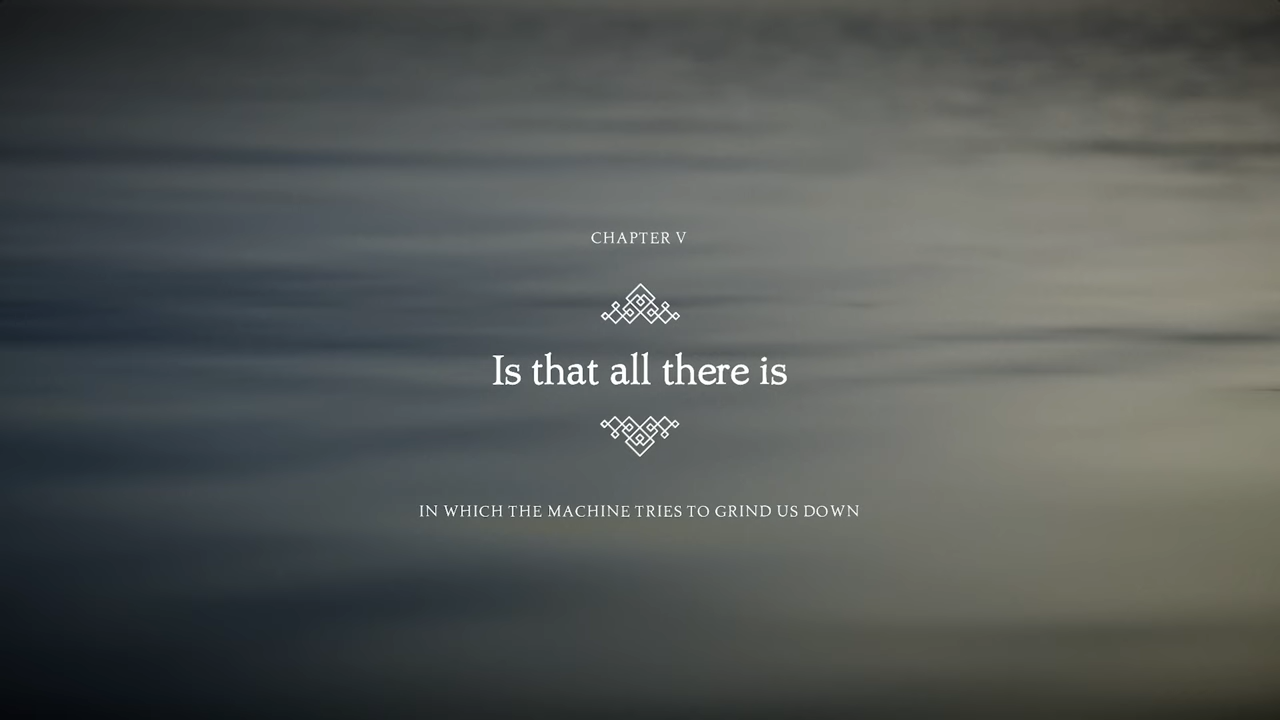 CHAPTER V
Is that all there is
IN WHICH THE MACHINE TRIES TO GRIND US DOWN